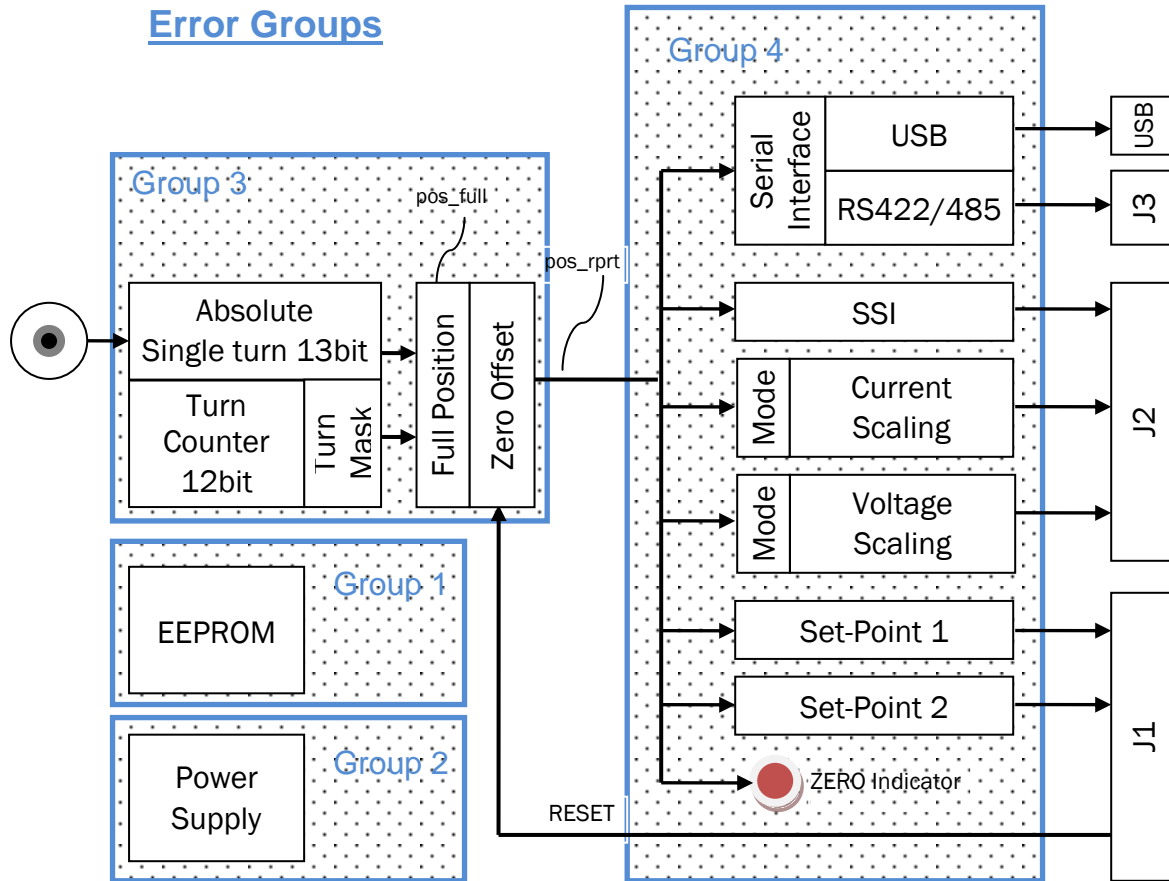 Error Groups
Group 4
Serial
Interface
USB
RS422/485
USB
J3
Group 3
pos_full
pos_rprt
Absolute
Single turn 13bit
Turn
Counter
12bit
Turn
Mask
Full Position
Zero Offset
SSI
Mode
Current
Scaling
Mode
Voltage
Scaling
J2
Group 1
EEPROM
Set-Point 1
Set-Point 2
J1
Group 2
Power
Supply
ZERO Indicator
RESET